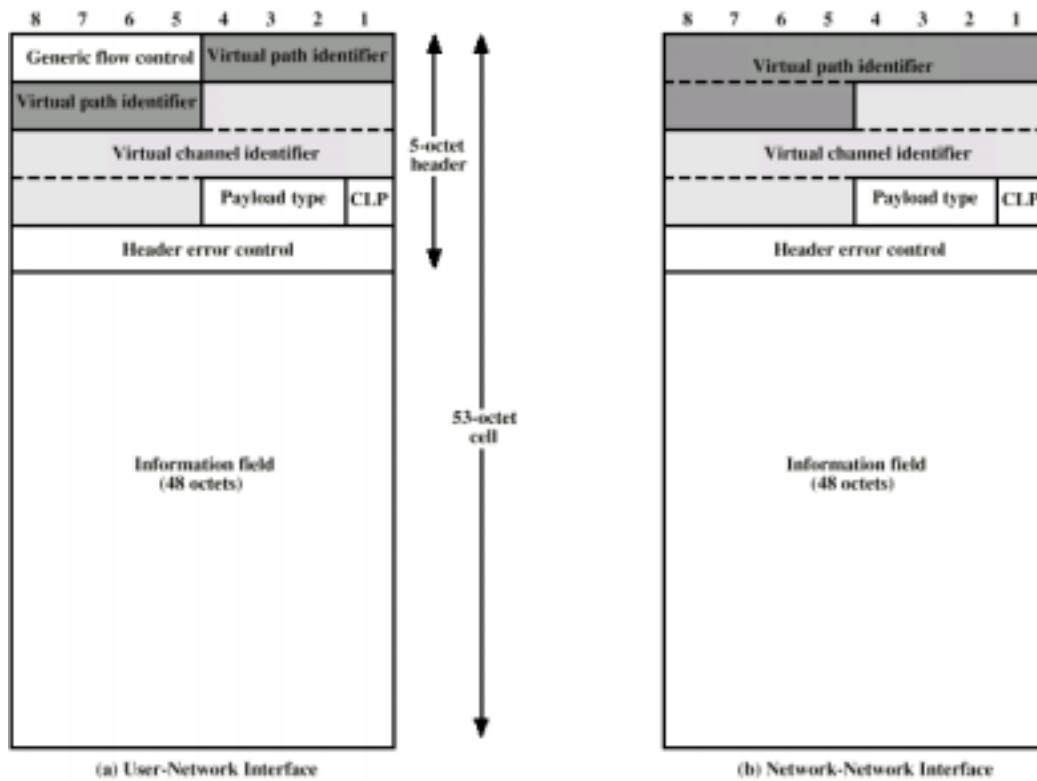 8 7 6 5 4 3 2 1
Generic flow control Virtual path identifier
Virtual path identifier
Virtual channel identifier
Payload type CLP
Header error control
Information field
(48 octets)
(a) User-Network Interface
5-octet
header
53-octet
cell
8 7 6 5 4 3 2 1
Virtual path identifier
Virtual channel identifier
Payload type CLP
Header error control
Information field
(48 octets)
(b) Network-Network Interface